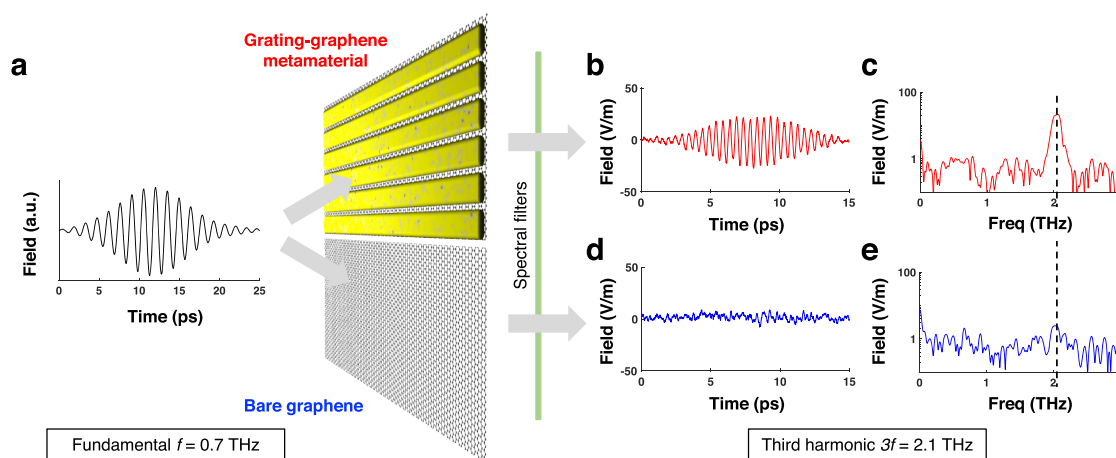 a
Grating-graphene
metamaterial
Field (a.u.)
0 5 10 15 20 25
Time (ps)
Bare graphene
Fundamental f = 0.7 THz
Spectral filters
b
Field (V/m)
50
0
-50
0 5 10 15
Time (ps)
c
Field (V/m)
100
1
0 1 2 
Freq (THz)
d
Field (V/m)
50
0
-50
0 5 10 15
Time (ps)
e
Field (V/m)
100
1
0 1 2
Freq (THz)
Third harmonic 3f = 2.1 THz